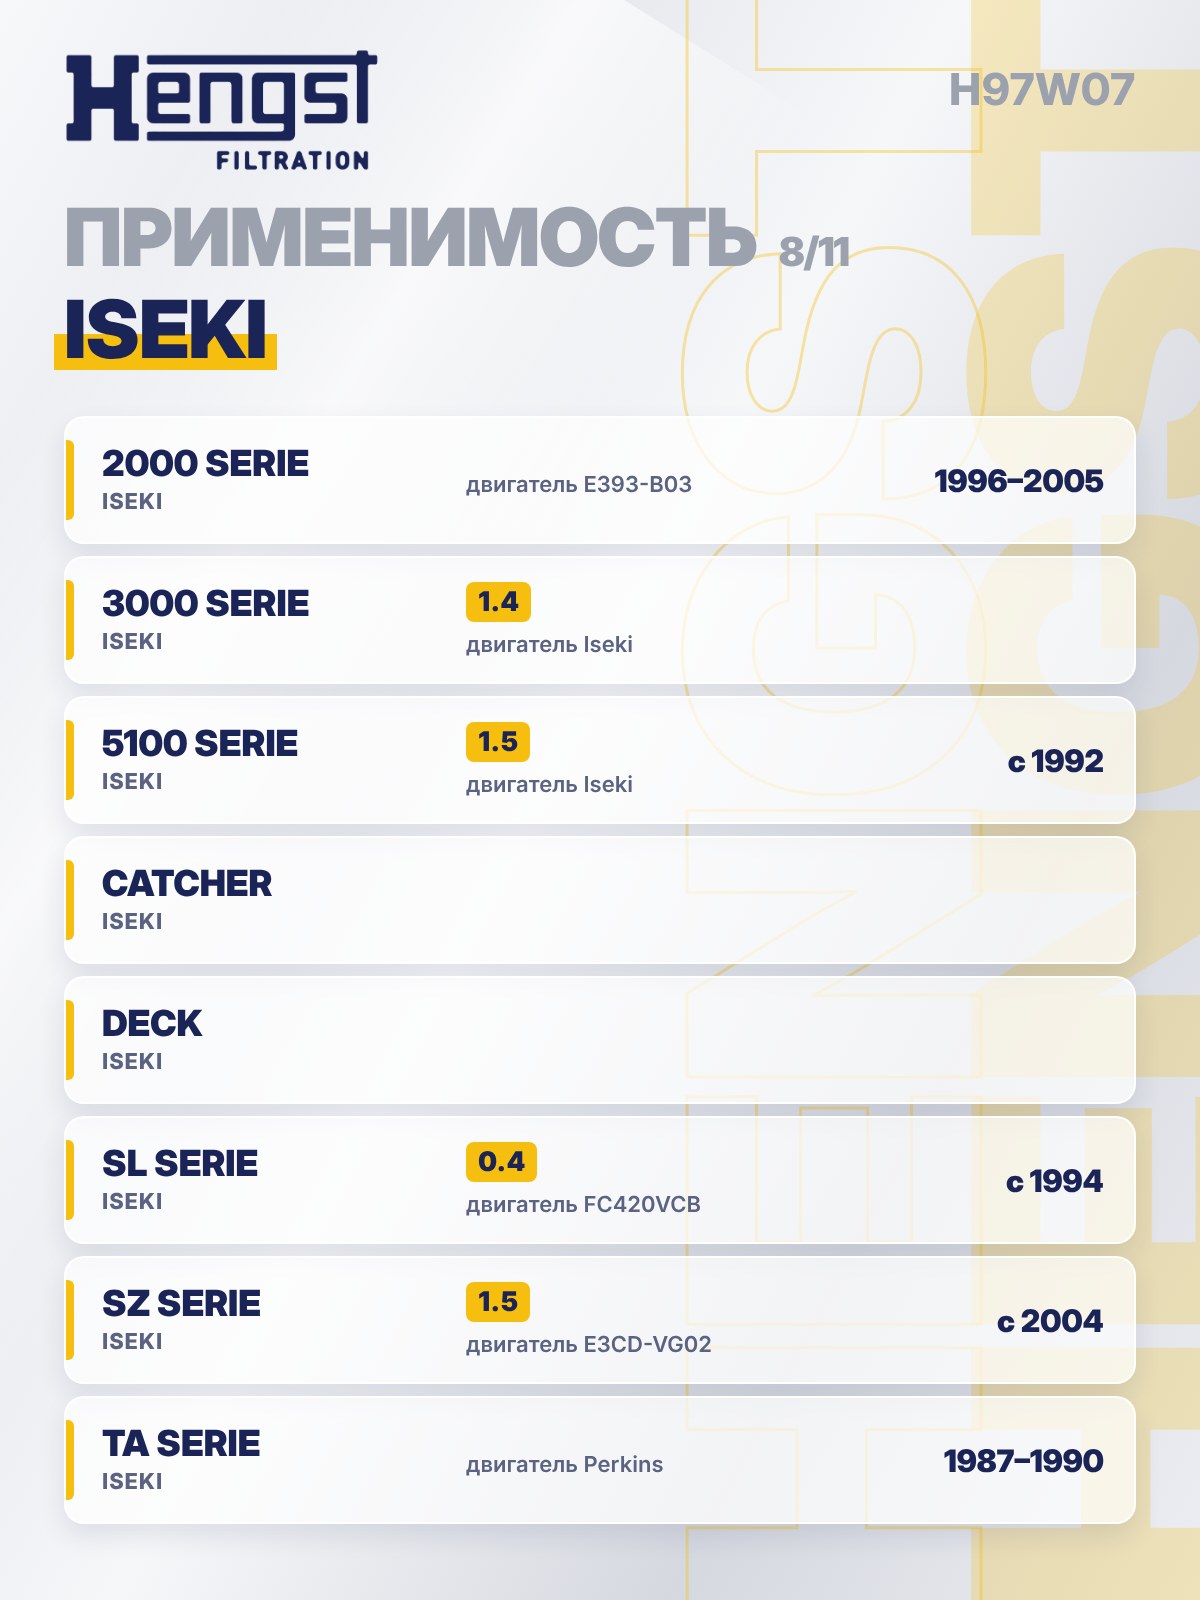 Hengst
FILTRATION
H97W07
ПРИМЕНИМОСТЬ 8/11
ISEKI
2000 SERIE
ISEKI
двигатель E393-B03
1996–2005
3000 SERIE
ISEKI
1.4
двигатель Iseki
5100 SERIE
ISEKI
1.5
двигатель Iseki
с 1992
CATCHER
ISEKI
DECK
ISEKI
SL SERIE
ISEKI
0.4
двигатель FC420VCB
с 1994
SZ SERIE
ISEKI
1.5
двигатель E3CD-VG02
с 2004
TA SERIE
ISEKI
двигатель Perkins
1987–1990
HENGST
HENGST